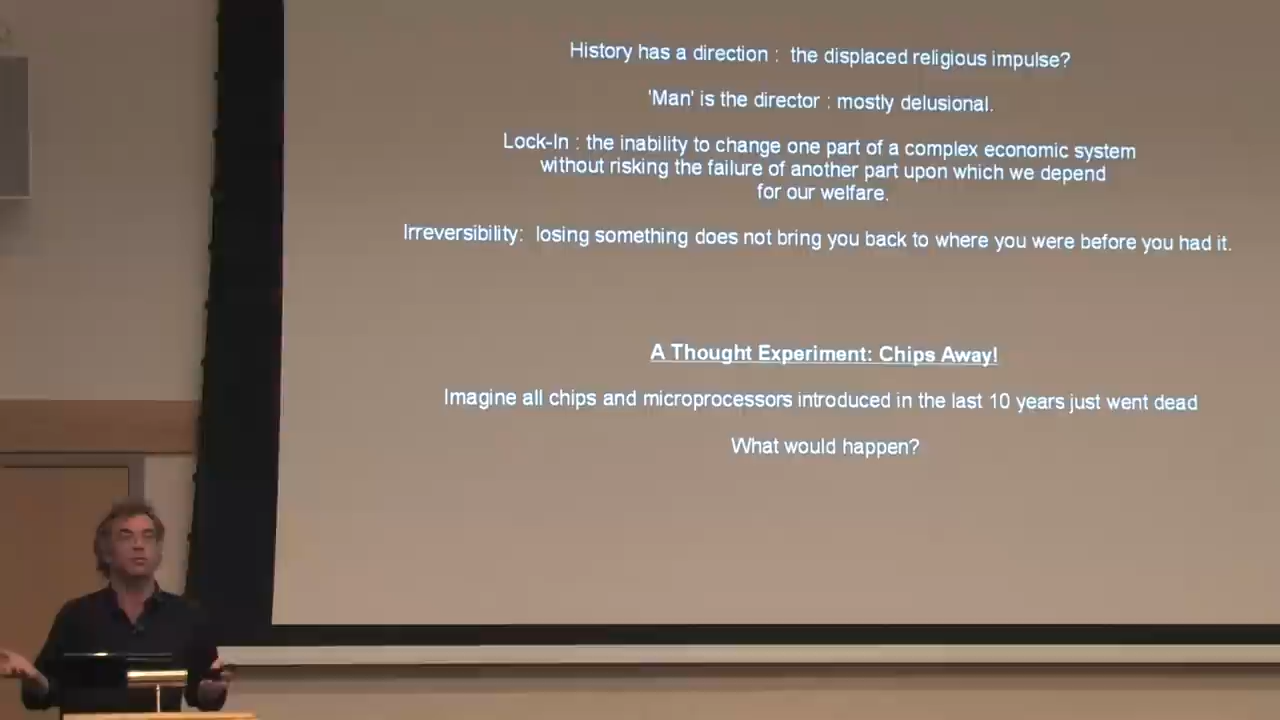 History has a direction : the displaced religious impulse?
'Man' is the director : mostly delusional.
Lock-In : the inability to change one part of a complex economic system
without risking the failure of another part upon which we depend
for our welfare.
Irreversibility: losing something does not bring you back to where you were before you had it.
A Thought Experiment: Chips Away!
Imagine all chips and microprocessors introduced in the last 10 years just went dead
What would happen?